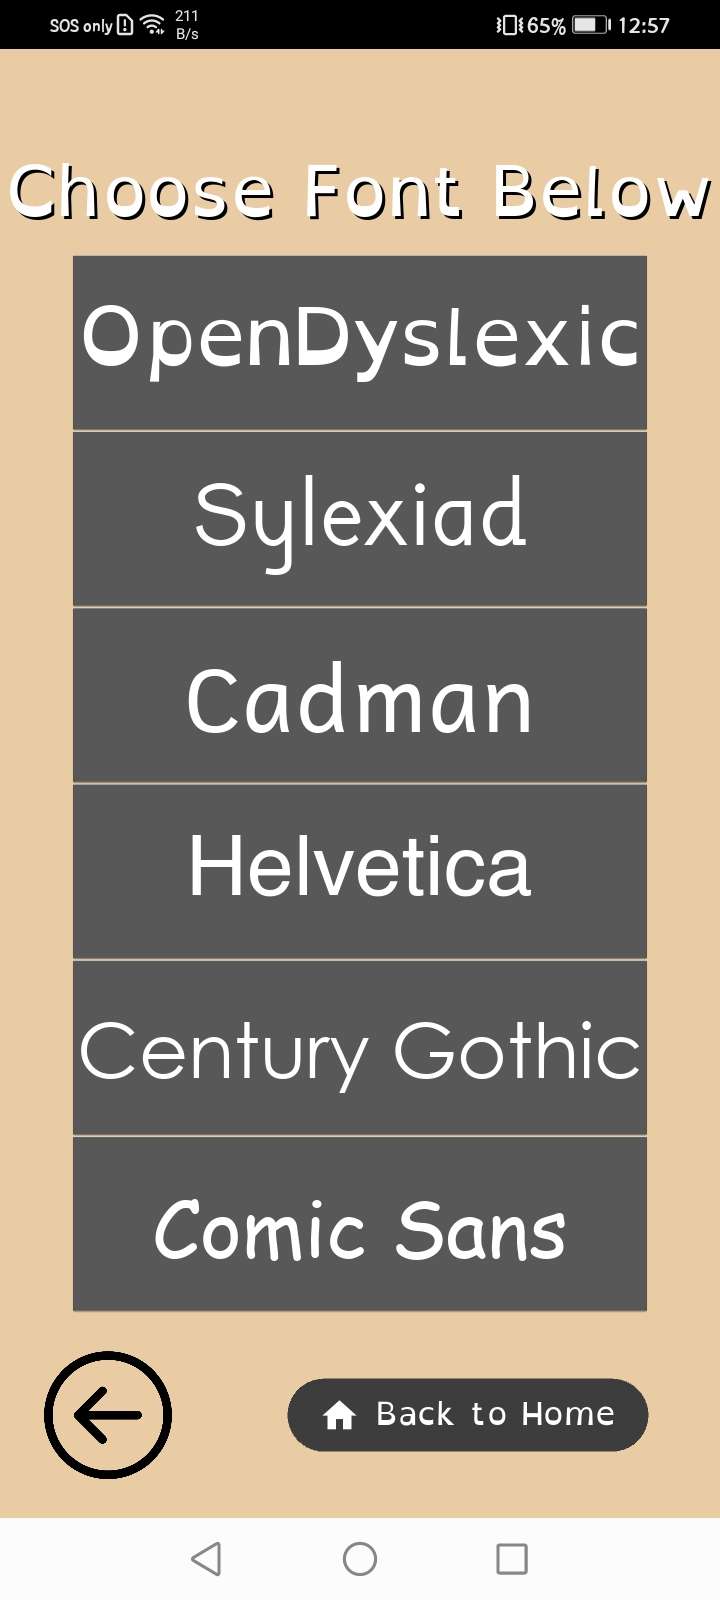 SOS only 211 B/s 65% 12:57
Choose Font Below
OpenDyslexic
Sylexiad
Cadman
Helvetica
Century Gothic
Comic Sans
Back to Home